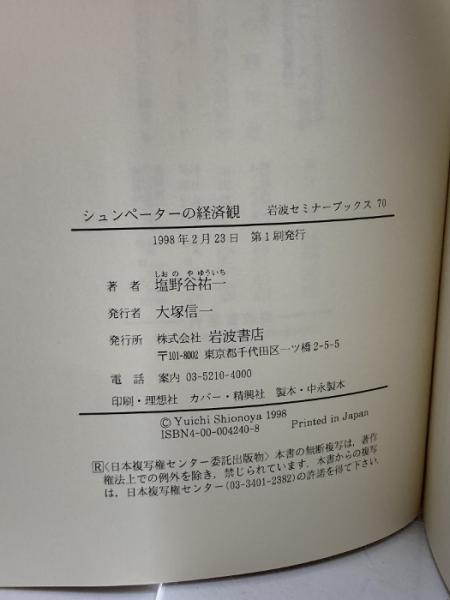 シュンペーターの経済観 岩波セミナーブックス 70
1998年2月23日 第1刷発行
しお の や ゆういち
著者 塩野谷祐一
発行者 大塚信一
発行所 株式会社 岩波書店
〒101-8002 東京都千代田区一ツ橋2-5-5
電話 案内 03-5210-4000
印刷・理想社 カバー・精興社 製本・中永製本
© Yuichi Shionoya 1998
ISBN4-00-004240-8 Printed in Japan
Ⓡ〈日本複写権センター委託出版物〉本書の無断複写は,著作
権法上での例外を除き,禁じられています.本書からの複写
は,日本複写権センター(03-3401-2382)の許諾を得て下さい.